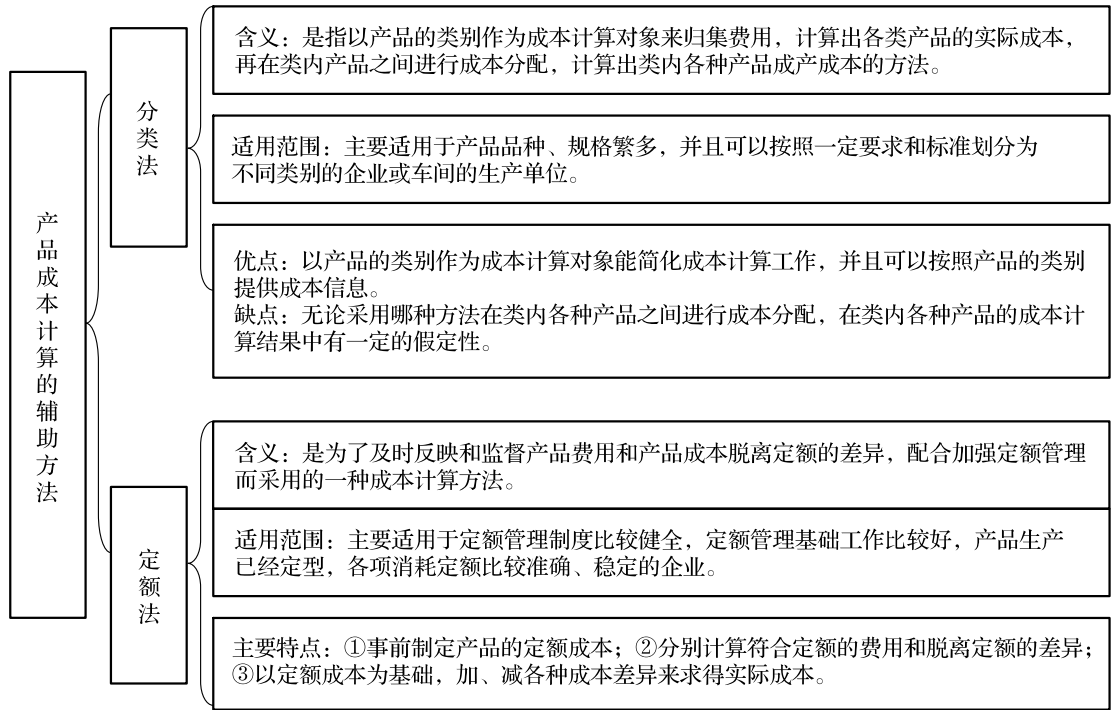 产品成本计算的辅助方法
分类法
含义：是指以产品的类别作为成本计算对象来归集费用，计算出各类产品的实际成本，
再在类内产品之间进行成本分配，计算出类内各种产品成产成本的方法。
适用范围：主要适用于产品品种、规格繁多，并且可以按照一定要求和标准划分为
不同类别的企业或车间的生产单位。
优点：以产品的类别作为成本计算对象能简化成本计算工作，并且可以按照产品的类别
提供成本信息。
缺点：无论采用哪种方法在类内各种产品之间进行成本分配，在类内各种产品的成本计
算结果中有一定的假定性。
定额法
含义：是为了及时反映和监督产品费用和产品成本脱离定额的差异，配合加强定额管理
而采用的一种成本计算方法。
适用范围：主要适用于定额管理制度比较健全，定额管理基础工作比较好，产品生产
已经定型，各项消耗定额比较准确、稳定的企业。
主要特点：①事前制定产品的定额成本；②分别计算符合定额的费用和脱离定额的差异；
③以定额成本为基础，加、减各种成本差异来求得实际成本。